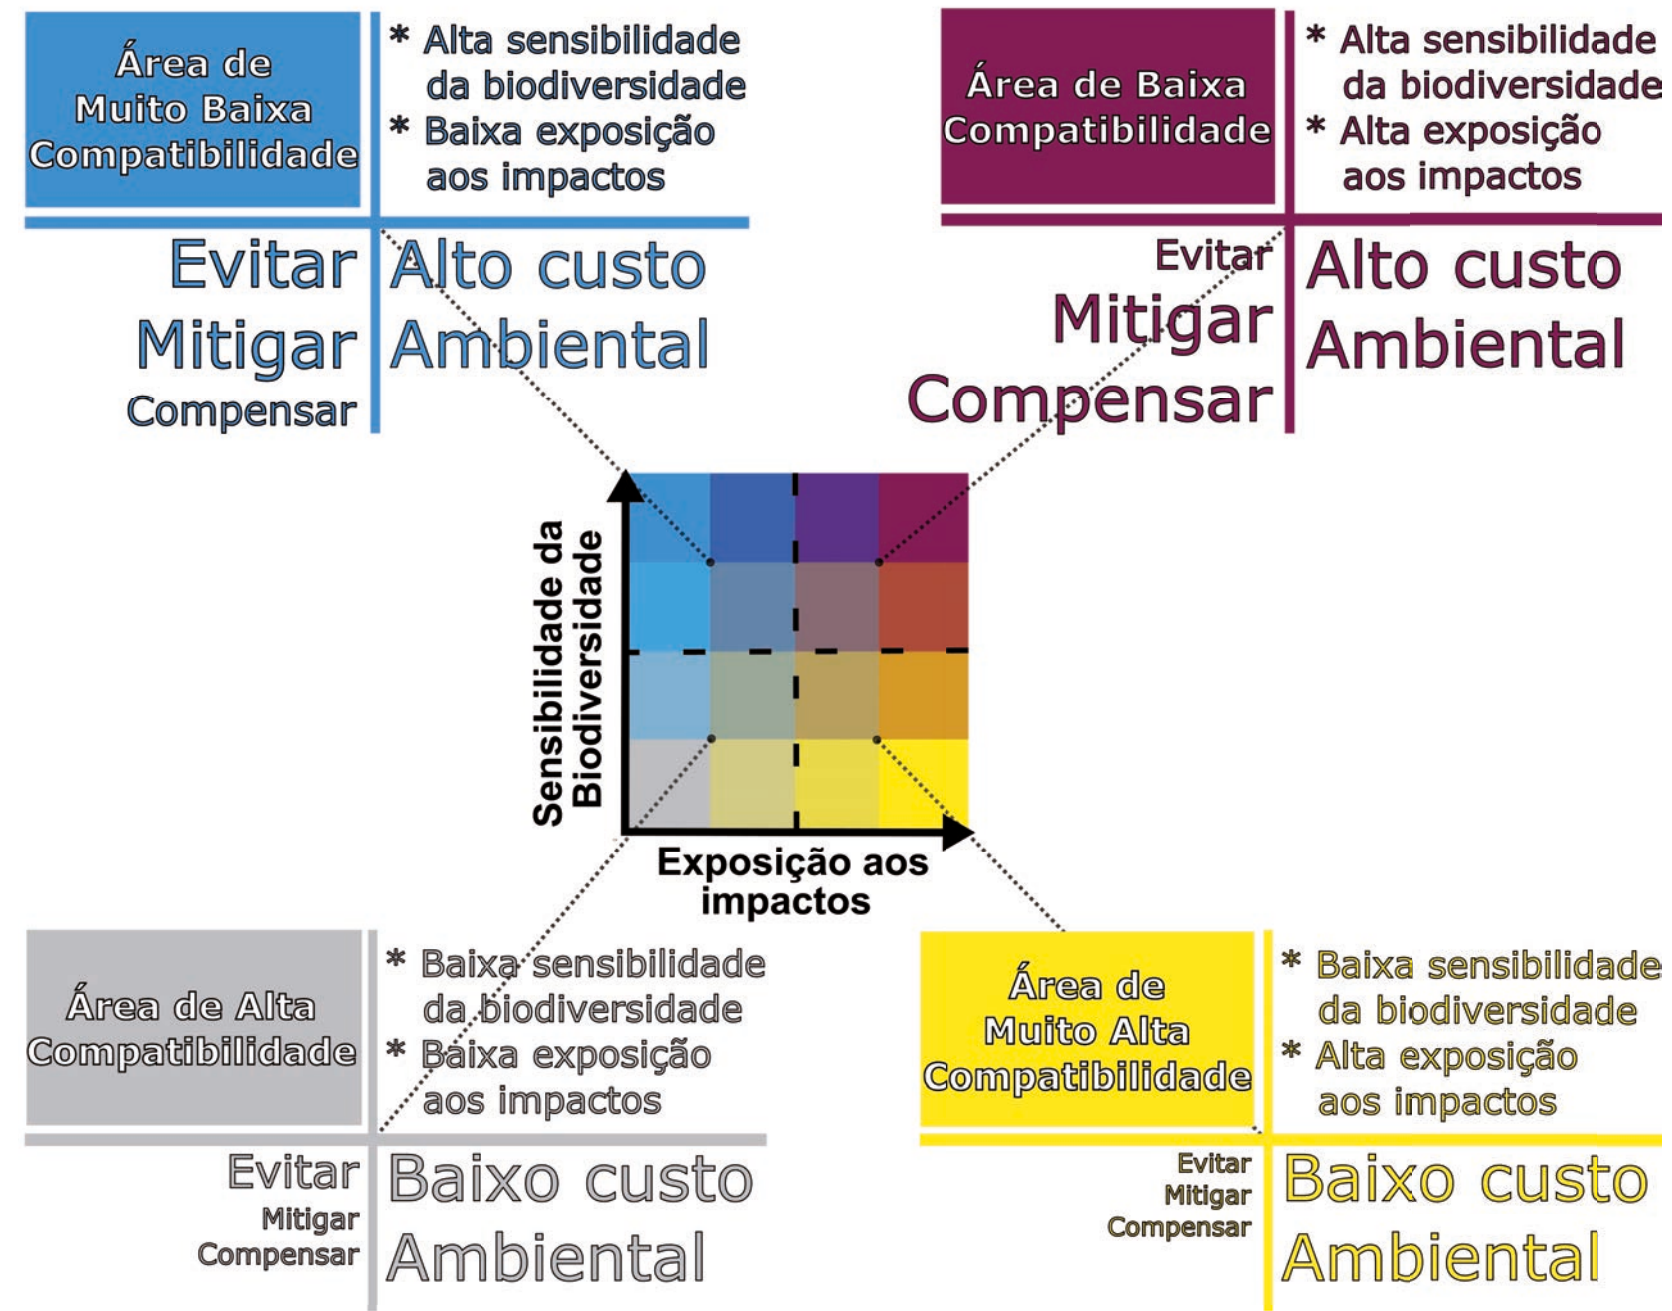 Área de
Muito Baixa
Compatibilidade
* Alta sensibilidade
da biodiversidade
* Baixa exposição
aos impactos
Evitar
Mitigar
Compensar
Alto custo
Ambiental
Área de Baixa
Compatibilidade
* Alta sensibilidade
da biodiversidade
* Alta exposição
aos impactos
Evitar
Mitigar
Compensar
Alto custo
Ambiental
Sensibilidade da
Biodiversidade
Exposição aos
impactos
Área de Alta
Compatibilidade
* Baixa sensibilidade
da biodiversidade
* Baixa exposição
aos impactos
Evitar
Mitigar
Compensar
Baixo custo
Ambiental
Área de
Muito Alta
Compatibilidade
* Baixa sensibilidade
da biodiversidade
* Alta exposição
aos impactos
Evitar
Mitigar
Compensar
Baixo custo
Ambiental